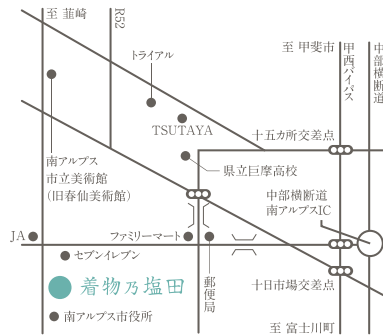 至 韮崎
R52
至 甲斐市
甲西バイパス
中部横断道
トライアル
TSUTAYA
十五カ所交差点
南アルプス
市立美術館
（旧春仙美術館）
県立巨摩高校
中部横断道
南アルプスIC
JA
ファミリーマート
セブンイレブン
郵便局
着物乃塩田
十日市場交差点
南アルプス市役所
至 富士川町